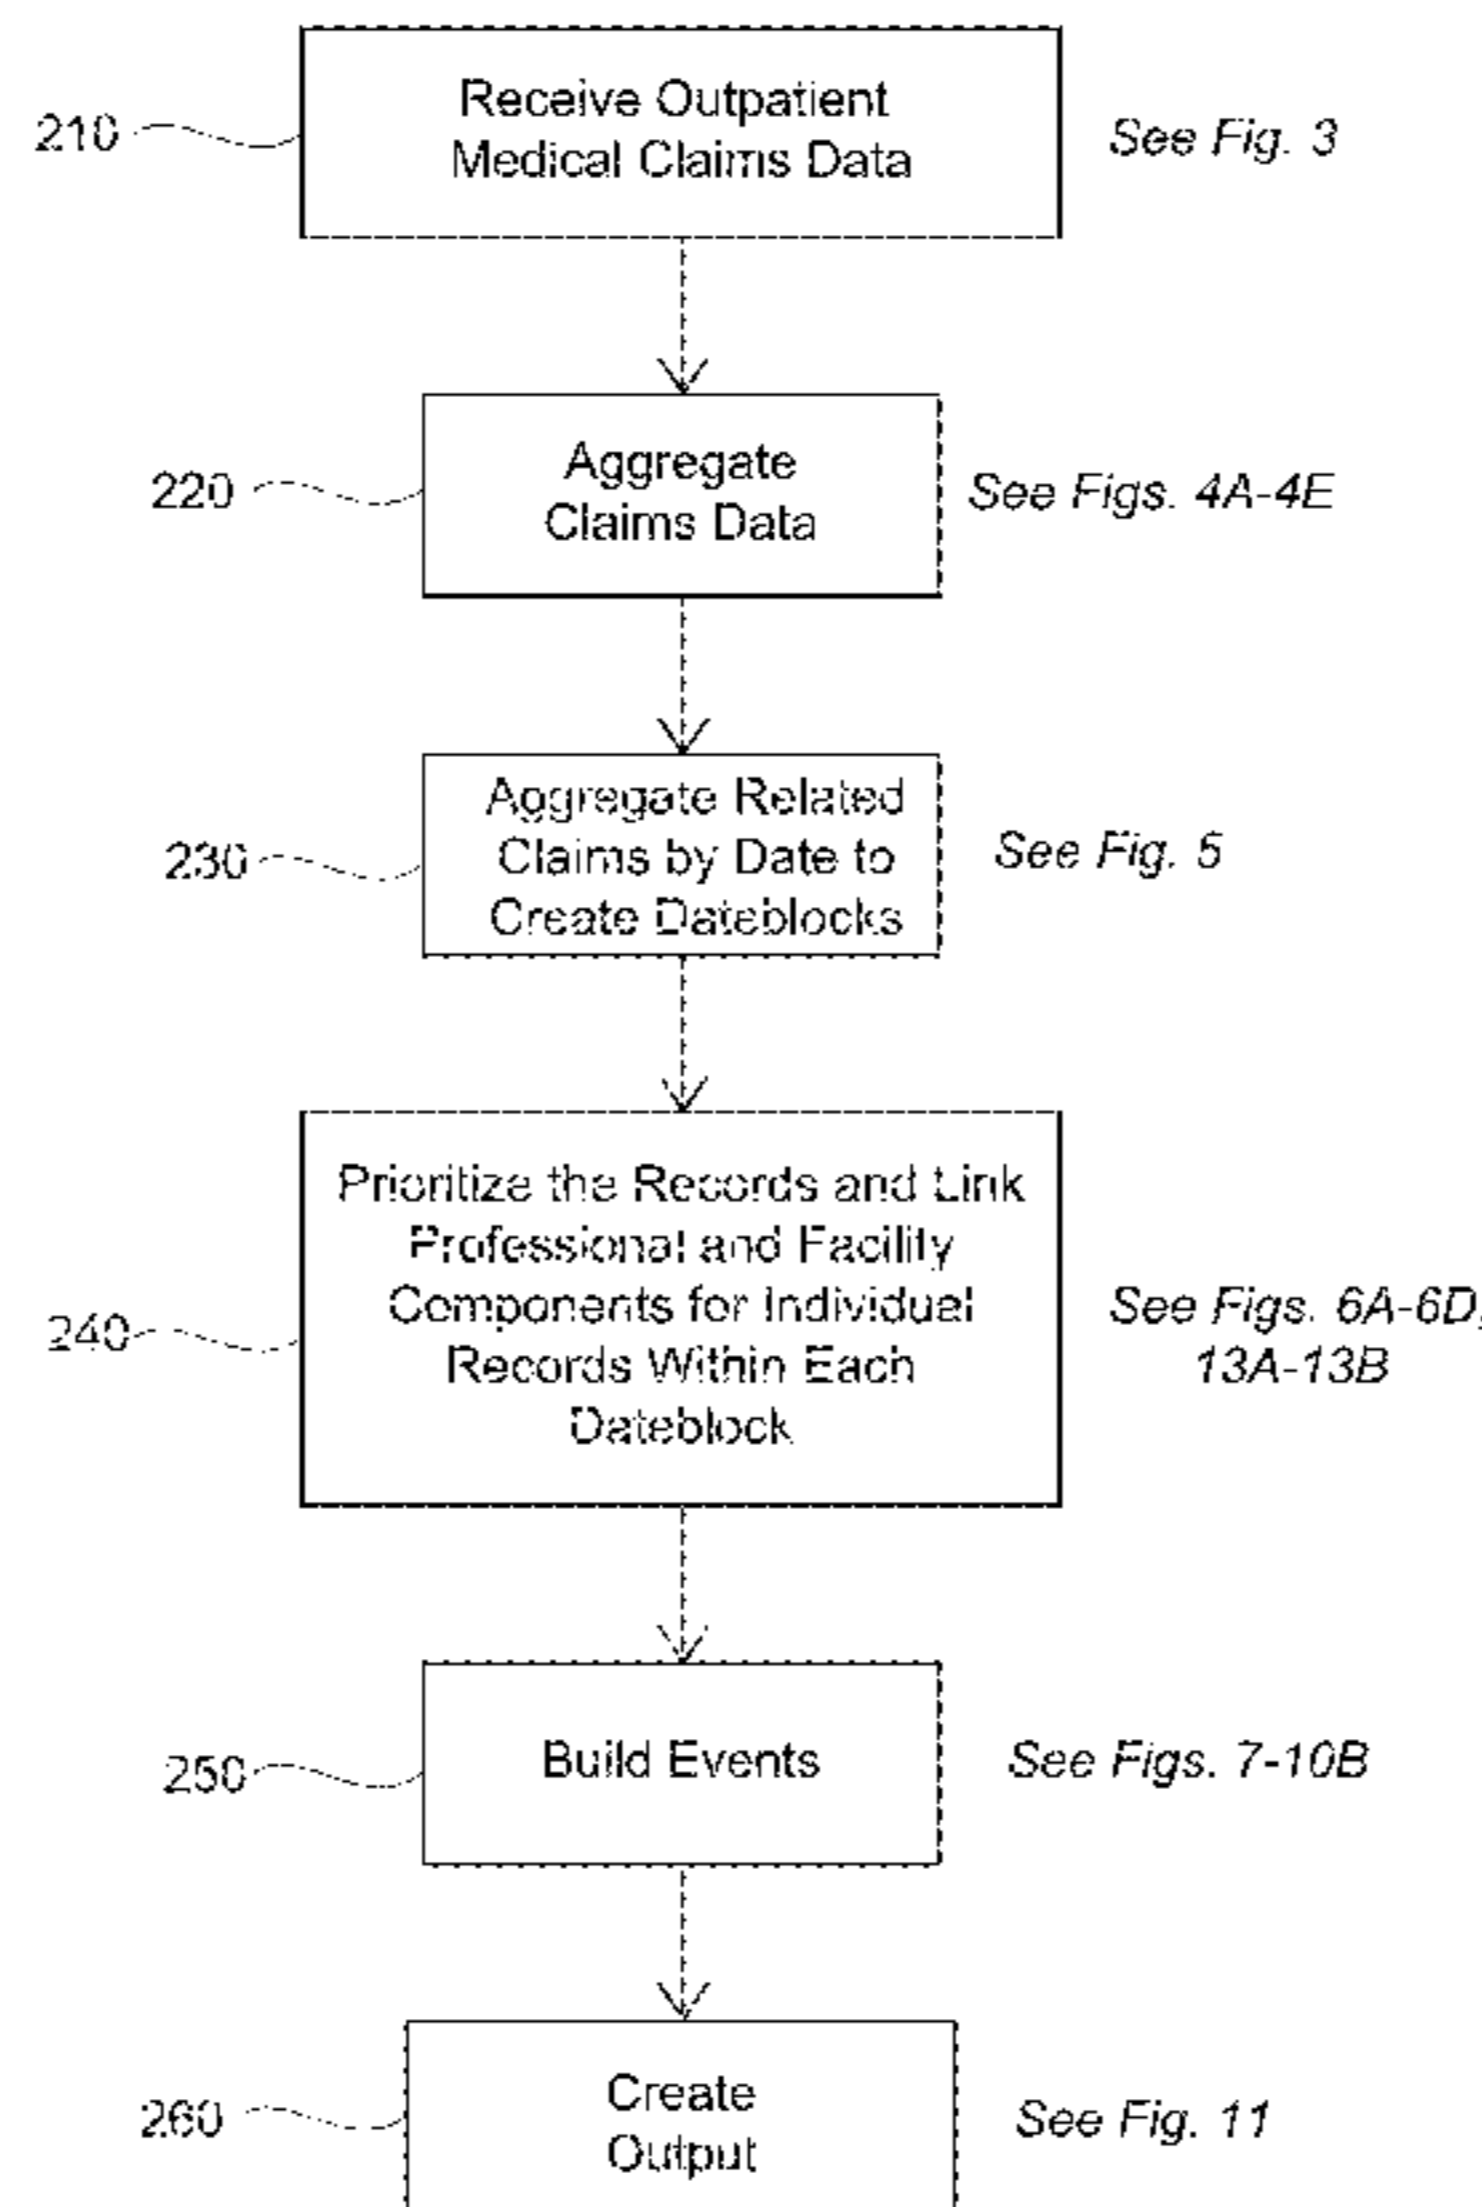 Receive Outpatient
Medical Claims Data
210
See Fig. 3
Aggregate
Claims Data
220
See Figs. 4A-4E
Aggregate Related
Claims by Date to
Create Dateblocks
230
See Fig. 5
Prioritize the Records and Link
Professional and Facility
Components for Individual
Records Within Each
Dateblock
240
See Figs. 6A-6D,
13A-13B
Build Events
250
See Figs. 7-10B
Create
Output
260
See Fig. 11